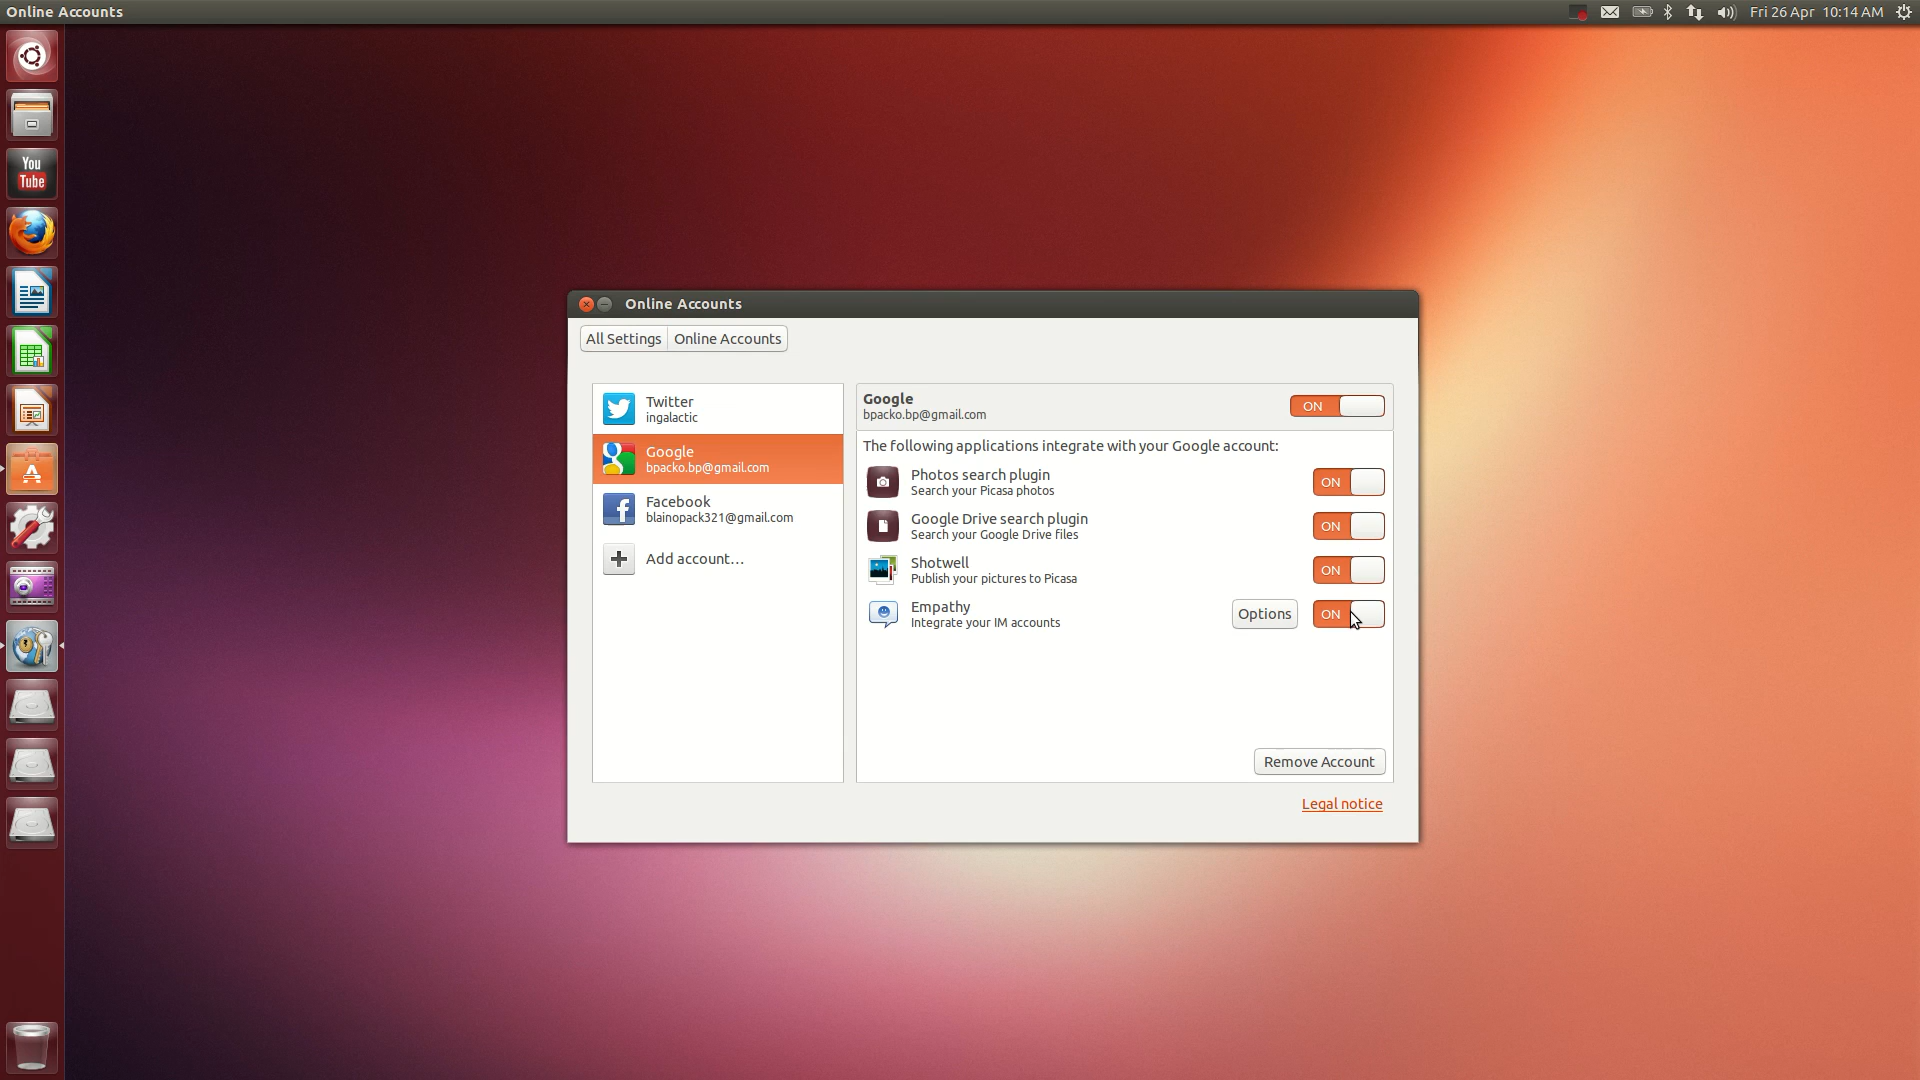 Online Accounts
Fri 26 Apr 10:14 AM
You
Tube
Online Accounts
All Settings
Online Accounts
Twitter
ingalactic
Google
bpacko.bp@gmail.com
Facebook
blainopack321@gmail.com
Add account...
Google
bpacko.bp@gmail.com
ON
The following applications integrate with your Google account:
Photos search plugin
Search your Picasa photos
ON
Google Drive search plugin
Search your Google Drive files
ON
Shotwell
Publish your pictures to Picasa
ON
Empathy
Integrate your IM accounts
Options
ON
Remove Account
Legal notice